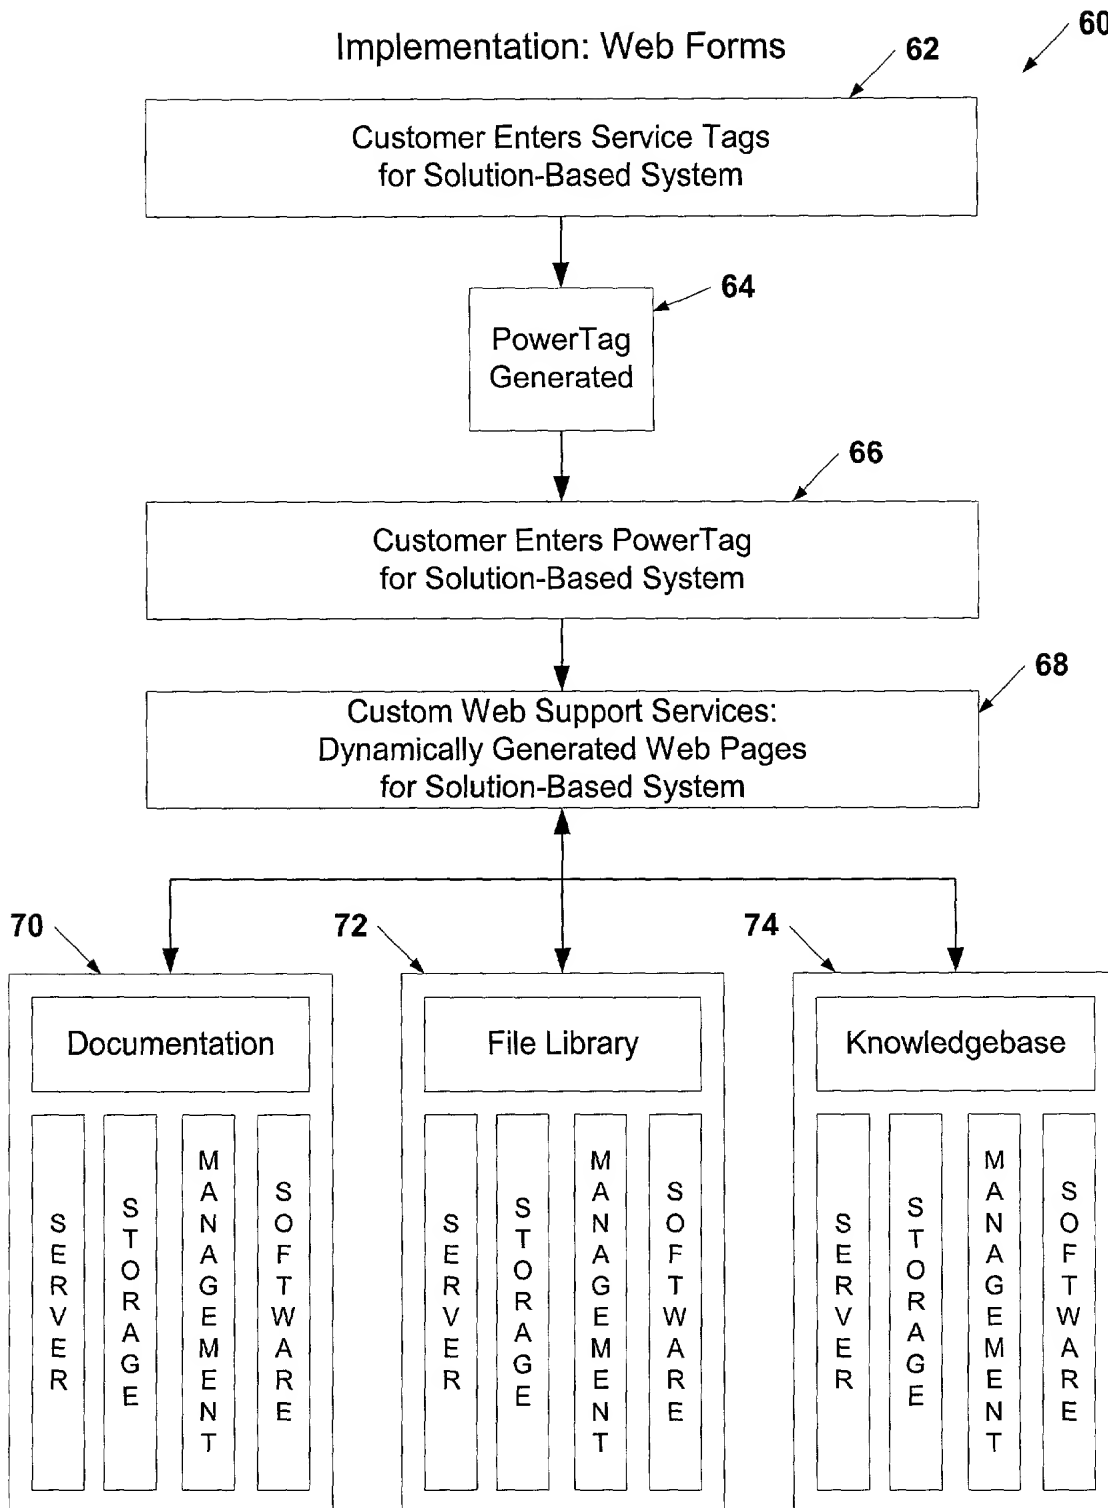 60
Implementation: Web Forms
62
Customer Enters Service Tags
for Solution-Based System
64
PowerTag
Generated
66
Customer Enters PowerTag
for Solution-Based System
68
Custom Web Support Services:
Dynamically Generated Web Pages
for Solution-Based System
70
Documentation
SERVER
STORAGE
MANAGEMENT
SOFTWARE
72
File Library
SERVER
STORAGE
MANAGEMENT
SOFTWARE
74
Knowledgebase
SERVER
STORAGE
MANAGEMENT
SOFTWARE